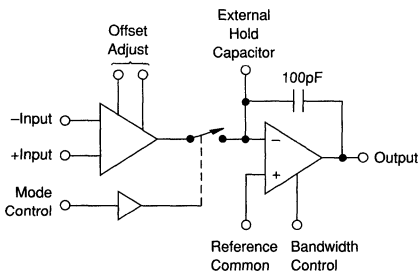 Offset
Adjust
External
Hold
Capacitor
100pF
–Input
+Input
Mode
Control
–
+
Output
Reference
Common
Bandwidth
Control